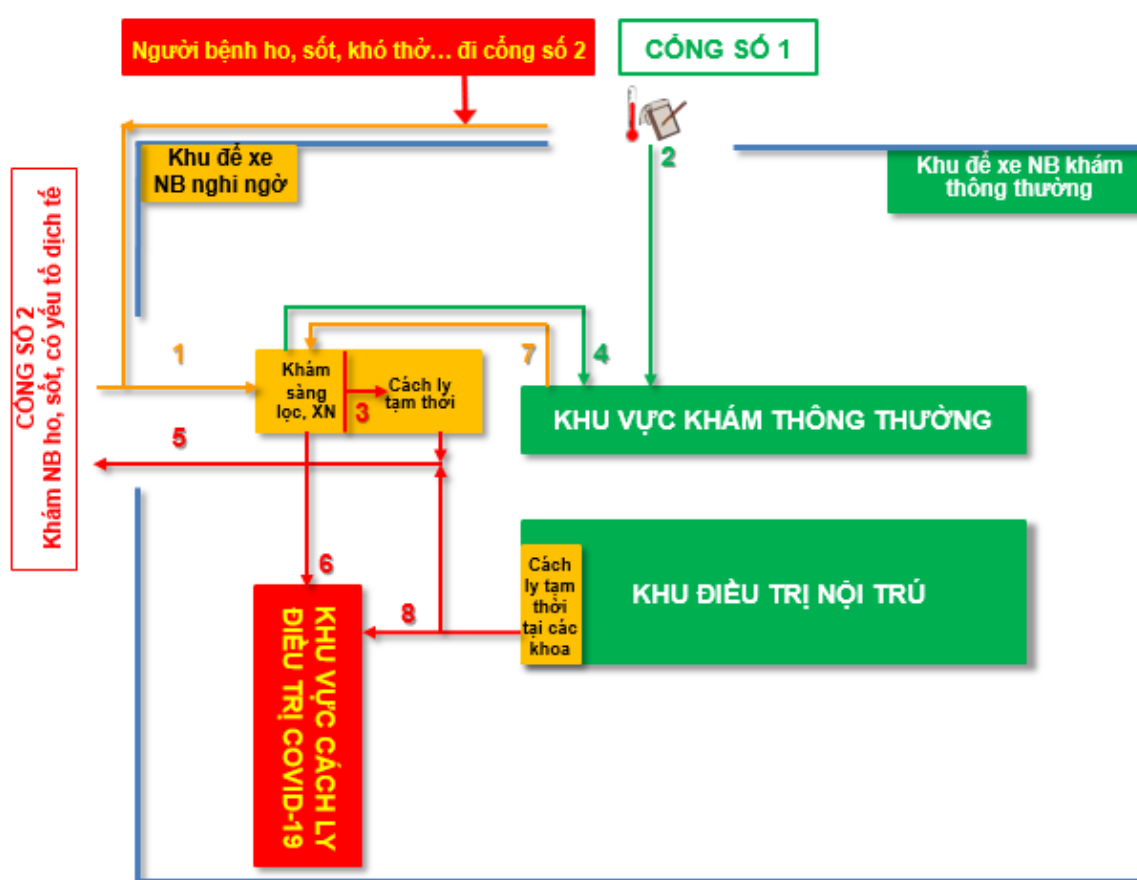 Người bệnh ho, sốt, khó thở... đi cổng số 2
CỔNG SỐ 1
2
Khu để xe
NB nghi ngờ
Khu để xe NB khám
thông thường
CỔNG SỐ 2
Khám NB ho, sốt, có yếu tố dịch tế
1
7
4
Khám
sàng
lọc, XN
3
Cách ly
tạm thời
KHU VỰC KHÁM THÔNG THƯỜNG
5
6
8
Cách
ly tạm
thời
tại các
khoa
KHU ĐIỀU TRỊ NỘI TRÚ
KHU VỰC CÁCH LY
ĐIỀU TRỊ COVID-19